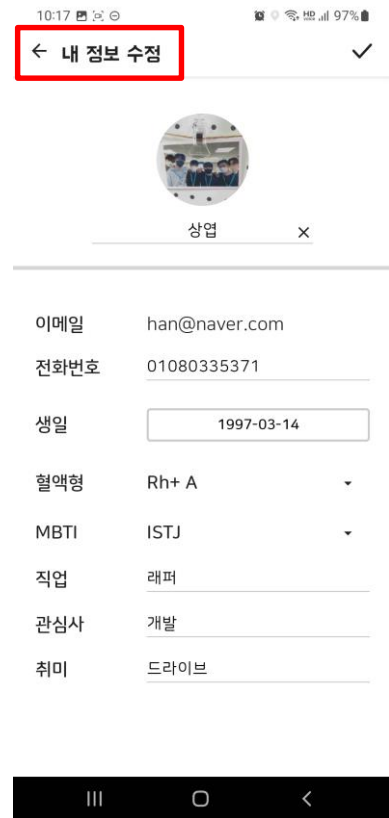 10:17 97%
내 정보 수정
상엽
이메일 han@naver.com
전화번호 01080335371
생일 1997-03-14
혈액형 Rh+ A
MBTI ISTJ
직업 래퍼
관심사 개발
취미 드라이브